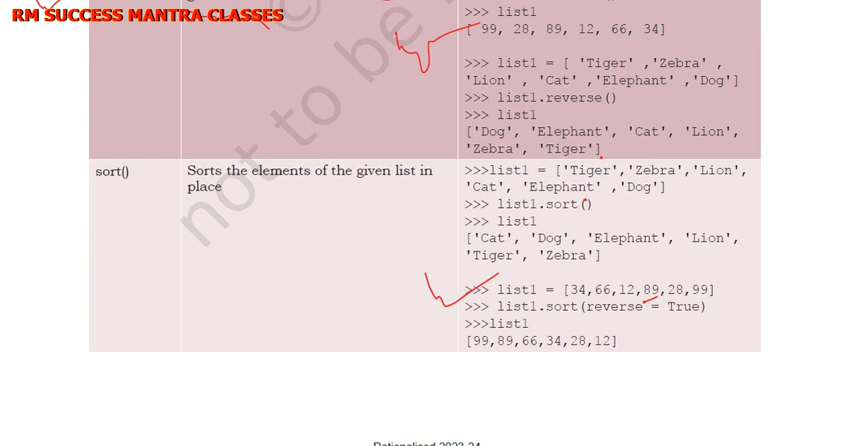 RM SUCCESS MANTRA CLASSES
>>> list1
[ 99, 28, 89, 12, 66, 34]
>>> list1 = [ 'Tiger' ,'Zebra' ,
'Lion' , 'Cat' ,'Elephant' ,'Dog']
>>> list1.reverse()
>>> list1
['Dog', 'Elephant', 'Cat', 'Lion',
'Zebra', 'Tiger']
sort()
Sorts the elements of the given list in
place
>>>list1 = ['Tiger','Zebra','Lion',
'Cat', 'Elephant' ,'Dog']
>>> list1.sort()
>>> list1
['Cat', 'Dog', 'Elephant', 'Lion',
'Tiger', 'Zebra']
>>> list1 = [34,66,12,89,28,99]
>>> list1.sort(reverse = True)
>>>list1
[99,89,66,34,28,12]
not to be
©
Rationalised 2023-24